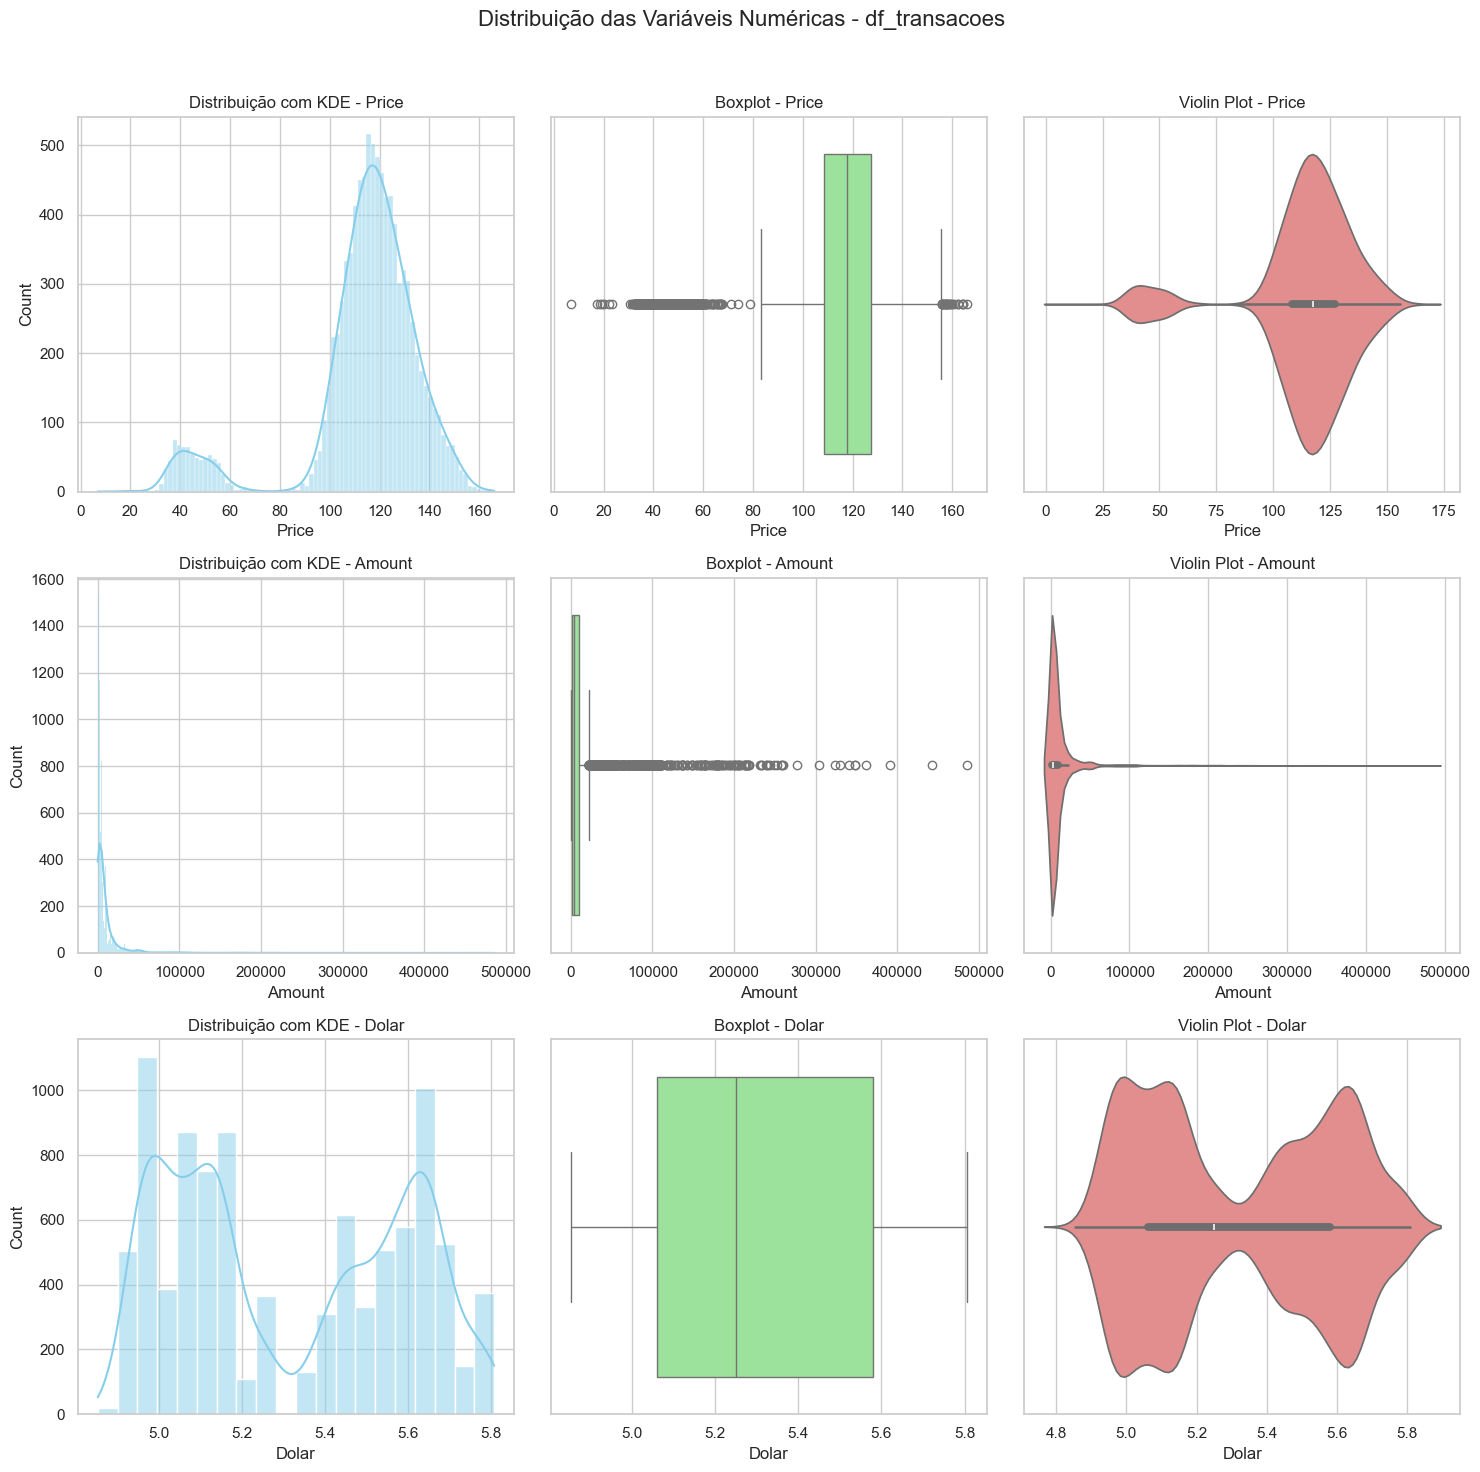 Distribuição das Variáveis Numéricas - df_transacoes
Distribuição com KDE - Price
Boxplot - Price
Violin Plot - Price
500
400
300
200
100
0
Count
0 20 40 60 80 100 120 140 160
Price
0 20 40 60 80 100 120 140 160
Price
0 25 50 75 100 125 150 175
Price
Distribuição com KDE - Amount
Boxplot - Amount
Violin Plot - Amount
1600
1400
1200
1000
800
600
400
200
0
Count
0 100000 200000 300000 400000 500000
Amount
0 100000 200000 300000 400000 500000
Amount
0 100000 200000 300000 400000 500000
Amount
Distribuição com KDE - Dolar
Boxplot - Dolar
Violin Plot - Dolar
1000
800
600
400
200
0
Count
5.0 5.2 5.4 5.6 5.8
Dolar
5.0 5.2 5.4 5.6 5.8
Dolar
4.8 5.0 5.2 5.4 5.6 5.8
Dolar